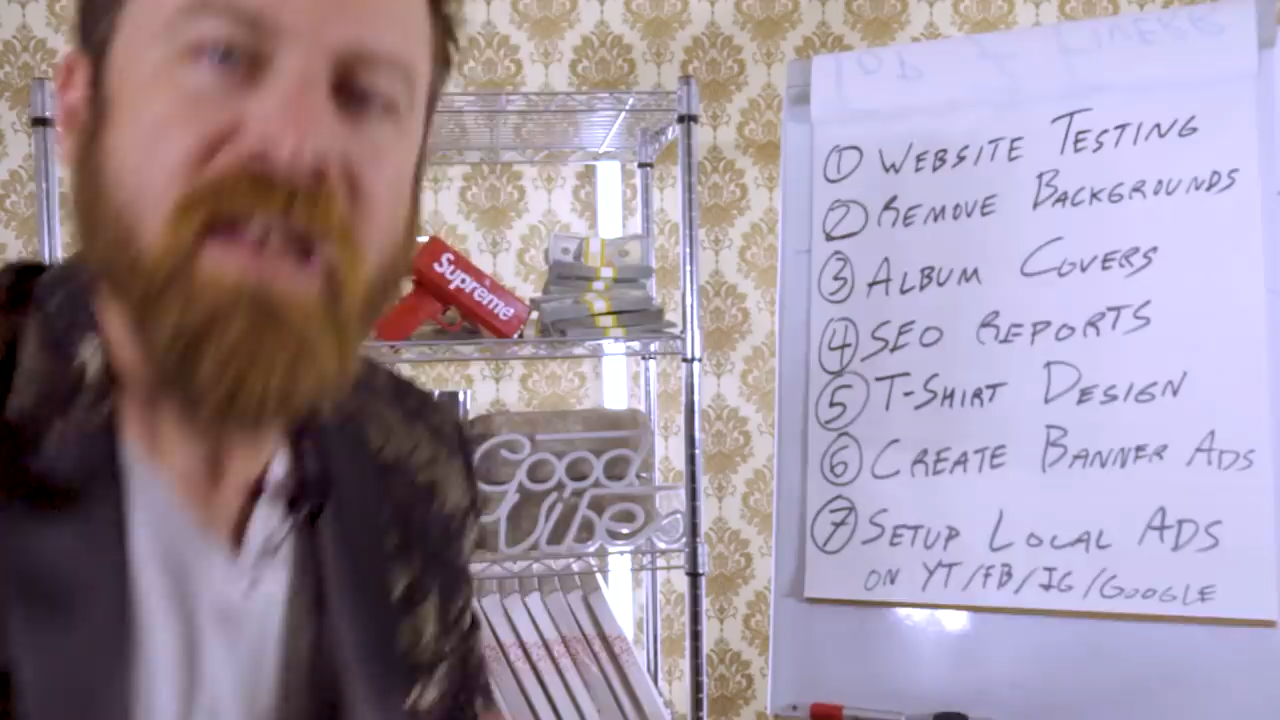 Supreme
Good
Vibes
① WEBSITE TESTING
② REMOVE BACKGROUNDS
③ ALBUM COVERS
④ SEO REPORTS
⑤ T-SHIRT DESIGN
⑥ CREATE BANNER ADS
⑦ SETUP LOCAL ADS
ON YT/FB/IG/GOOGLE